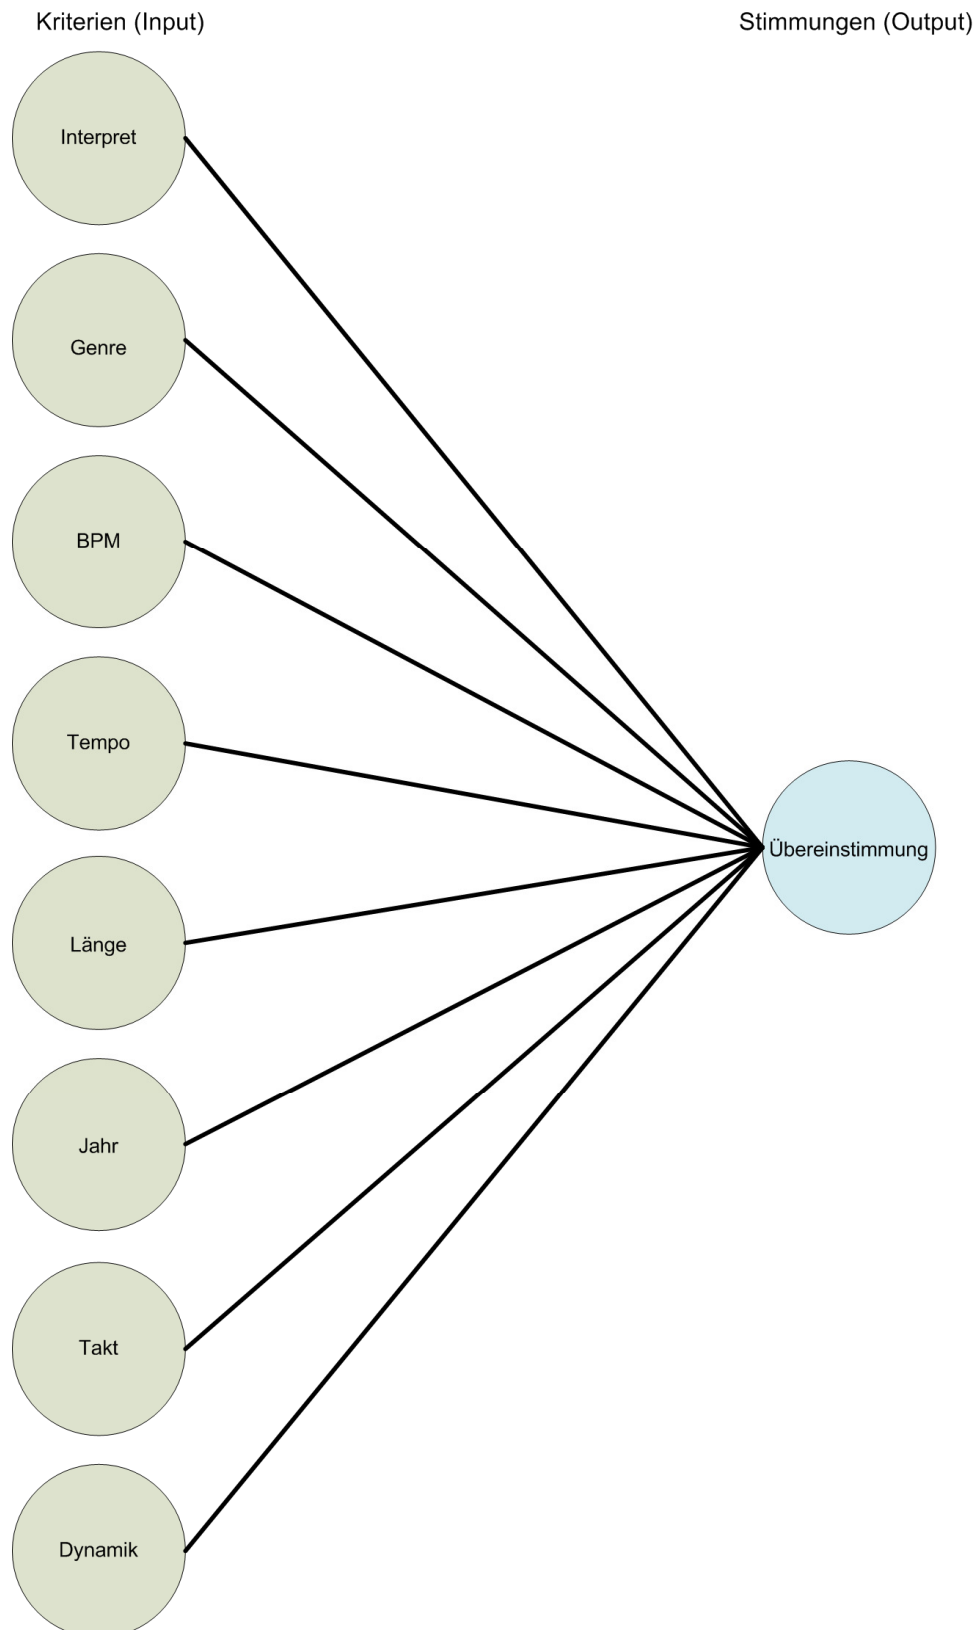 Kriterien (Input)
Stimmungen (Output)
Interpret
Genre
BPM
Tempo
Übereinstimmung
Länge
Jahr
Takt
Dynamik